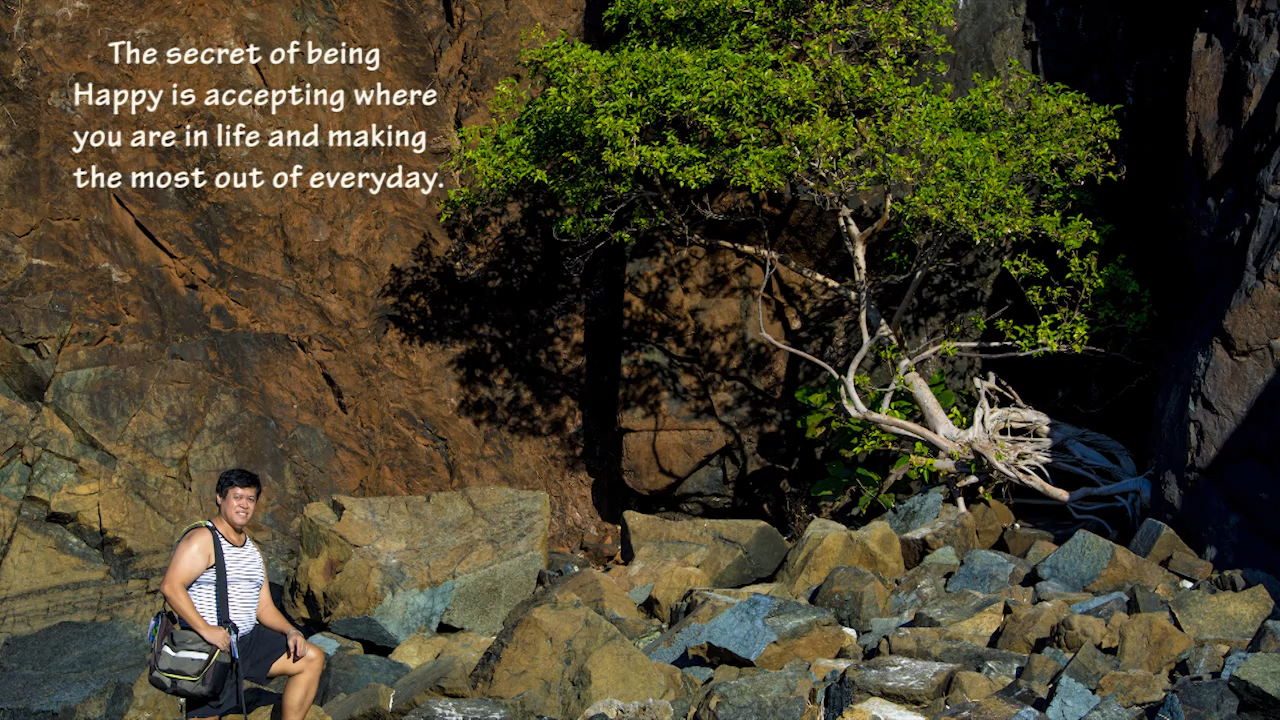 The secret of being
Happy is accepting where
you are in life and making
the most out of everyday.